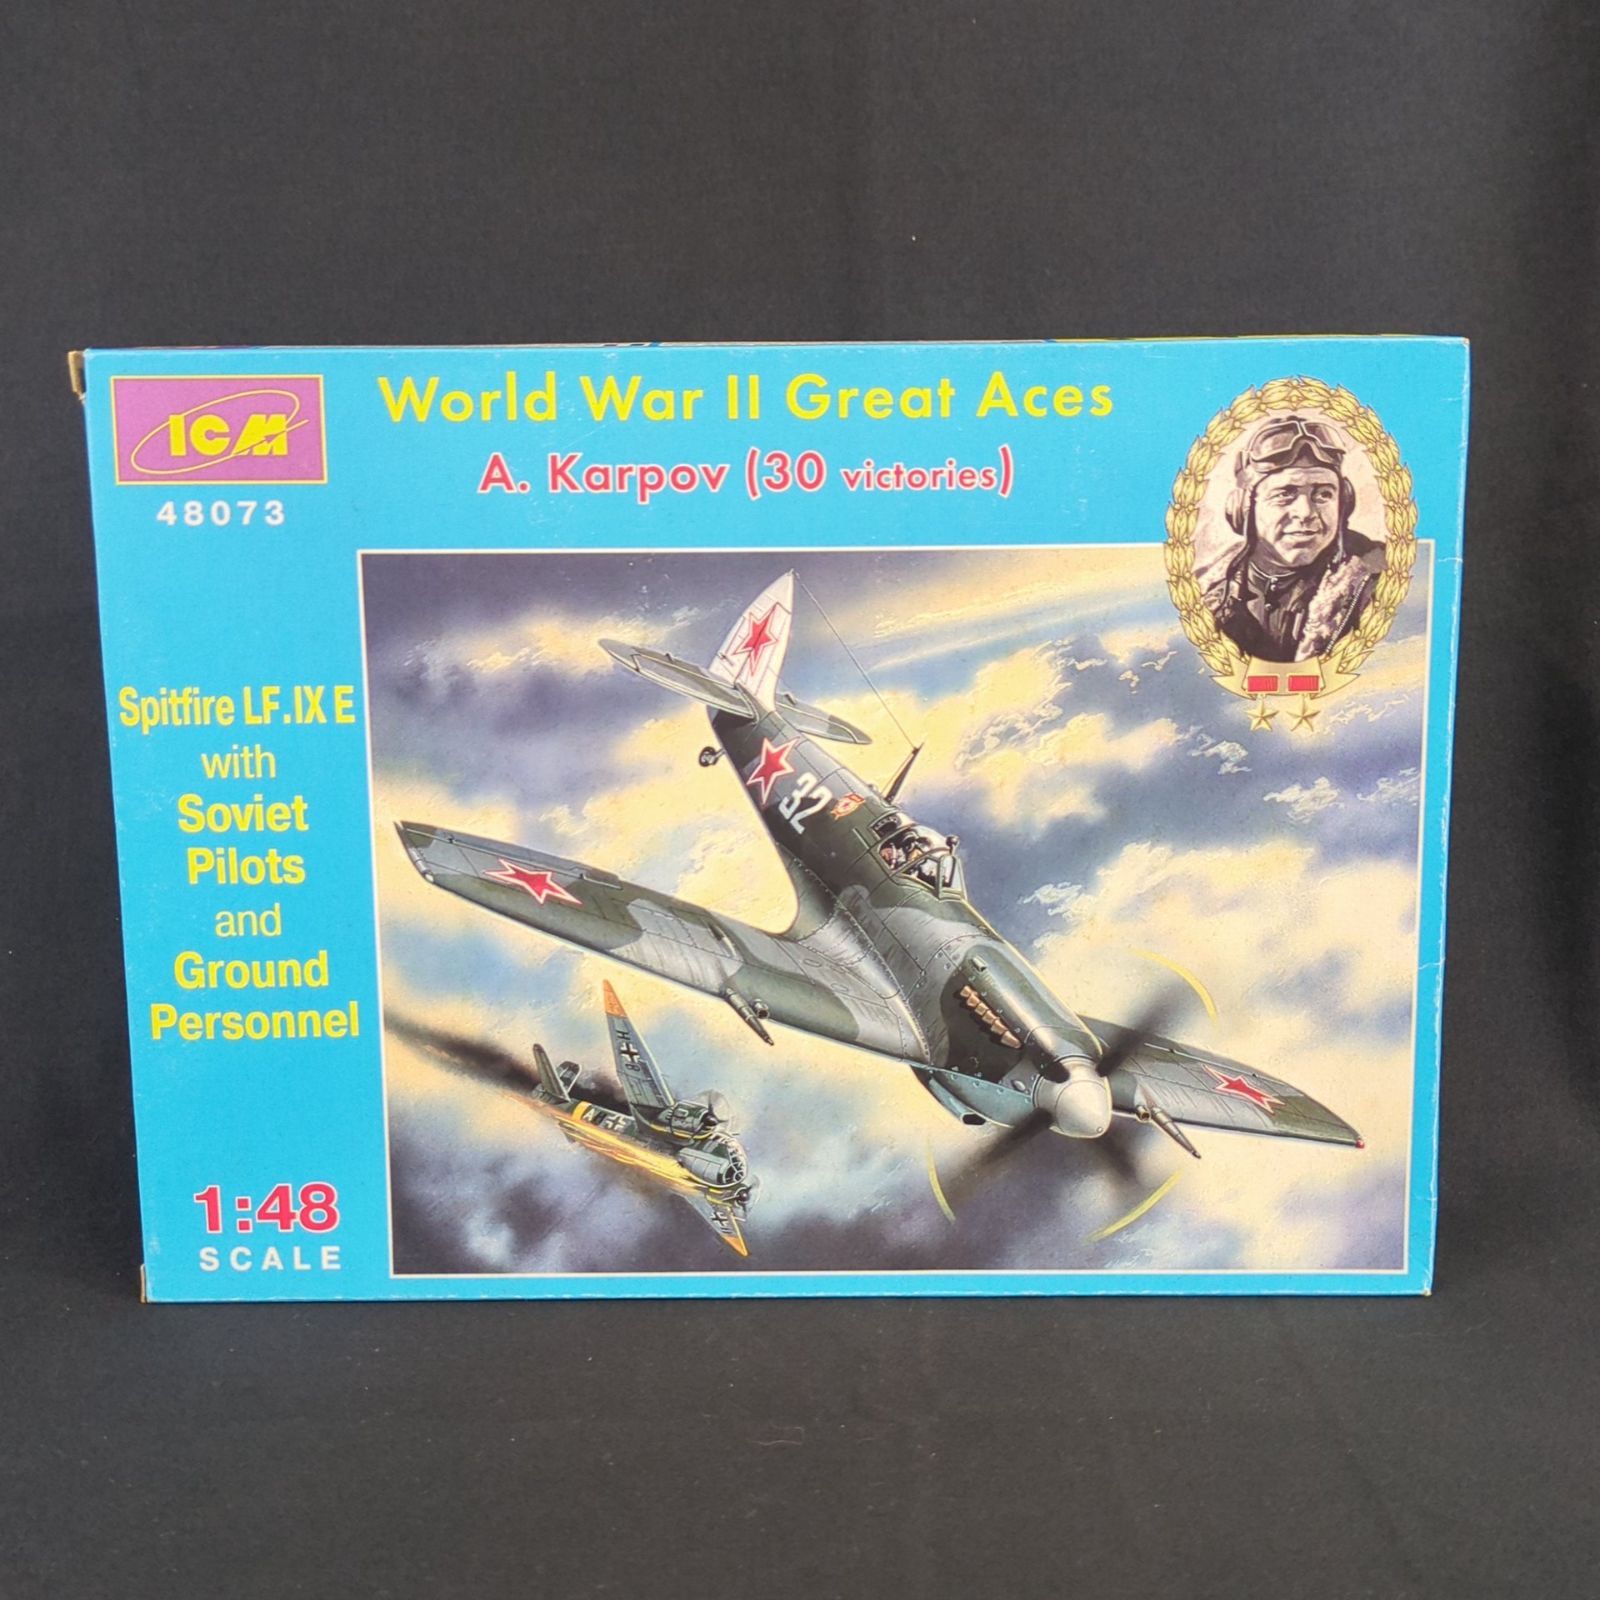 ICM
48073
World War II Great Aces
A. Karpov (30 victories)
Spitfire LF.IX E
with
Soviet
Pilots
and
Ground
Personnel
1:48
SCALE
32